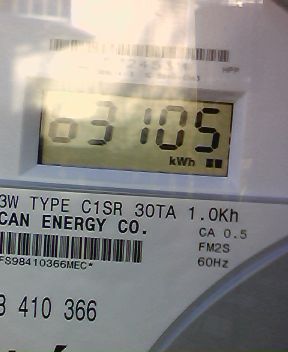 03105
kWh
3W TYPE C1SR 30TA 1.0Kh
CAN ENERGY CO.
CA 0.5
FM2S
FS98410366MEC*
60Hz
410 366